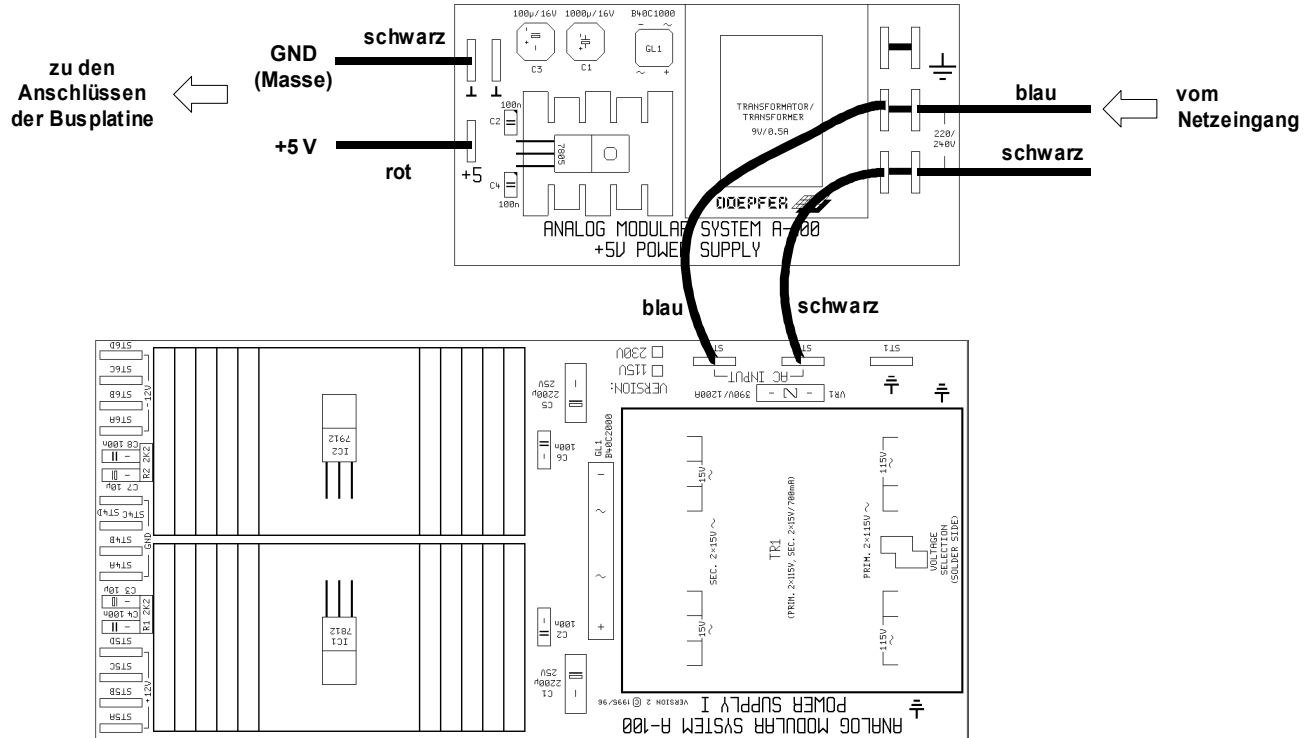 100µ/16V
1000µ/16V
B40C1000
- ~
GL1
~ +
C3
C1
schwarz
GND
(Masse)
zu den
Anschlüssen
der Busplatine
+5 V
rot
+5
100n
C2
7805
C4
100n
TRANSFORMATOR/
TRANSFORMER
9V/0.5A
DOEPFER
ANALOG MODULAR SYSTEM A-100
+5V POWER SUPPLY
220/
240V
blau
vom
Netzeingang
schwarz
blau
schwarz
ST6D
ST6C
ST6B
ST6A
-12V
C8 100n
R2 2K2
C7 10µ
ST4D
ST4C
GND
ST4B
ST4A
C3 10µ
C4 100n
R1 2K2
ST5D
ST5C
ST5B
ST5A
+12V
7912
IC2
7812
IC1
VERSION:
115V
230V
C5
2200µ
25V
C6
100n
GL1
B40C2000
-
~
~
+
C2
100n
C1
2200µ
25V
ST
ST
ST1
AC INPUT
VR1
390V/1200A
15V~
15V~
SEC. 2×15V~
TR1
(PRIM. 2×115V, SEC. 2×15V/700mA)
PRIM. 2×115V~
115V~
115V~
VOLTAGE
SELECTION
(SOLDER SIDE)
ANALOG MODULAR SYSTEM A-100
POWER SUPPLY I
VERSION 2 © 1995/96